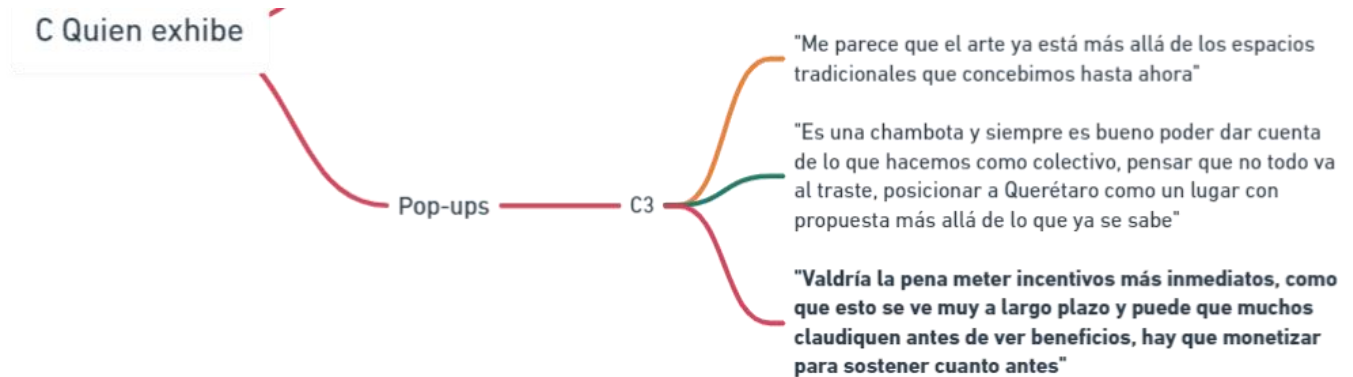 C Quien exhibe
Pop-ups
C3
"Me parece que el arte ya está más allá de los espacios
tradicionales que concebimos hasta ahora"
"Es una chambota y siempre es bueno poder dar cuenta
de lo que hacemos como colectivo, pensar que no todo va
al traste, posicionar a Querétaro como un lugar con
propuesta más allá de lo que ya se sabe"
"Valdría la pena meter incentivos más inmediatos, como
que esto se ve muy a largo plazo y puede que muchos
claudiquen antes de ver beneficios, hay que monetizar
para sostener cuanto antes"